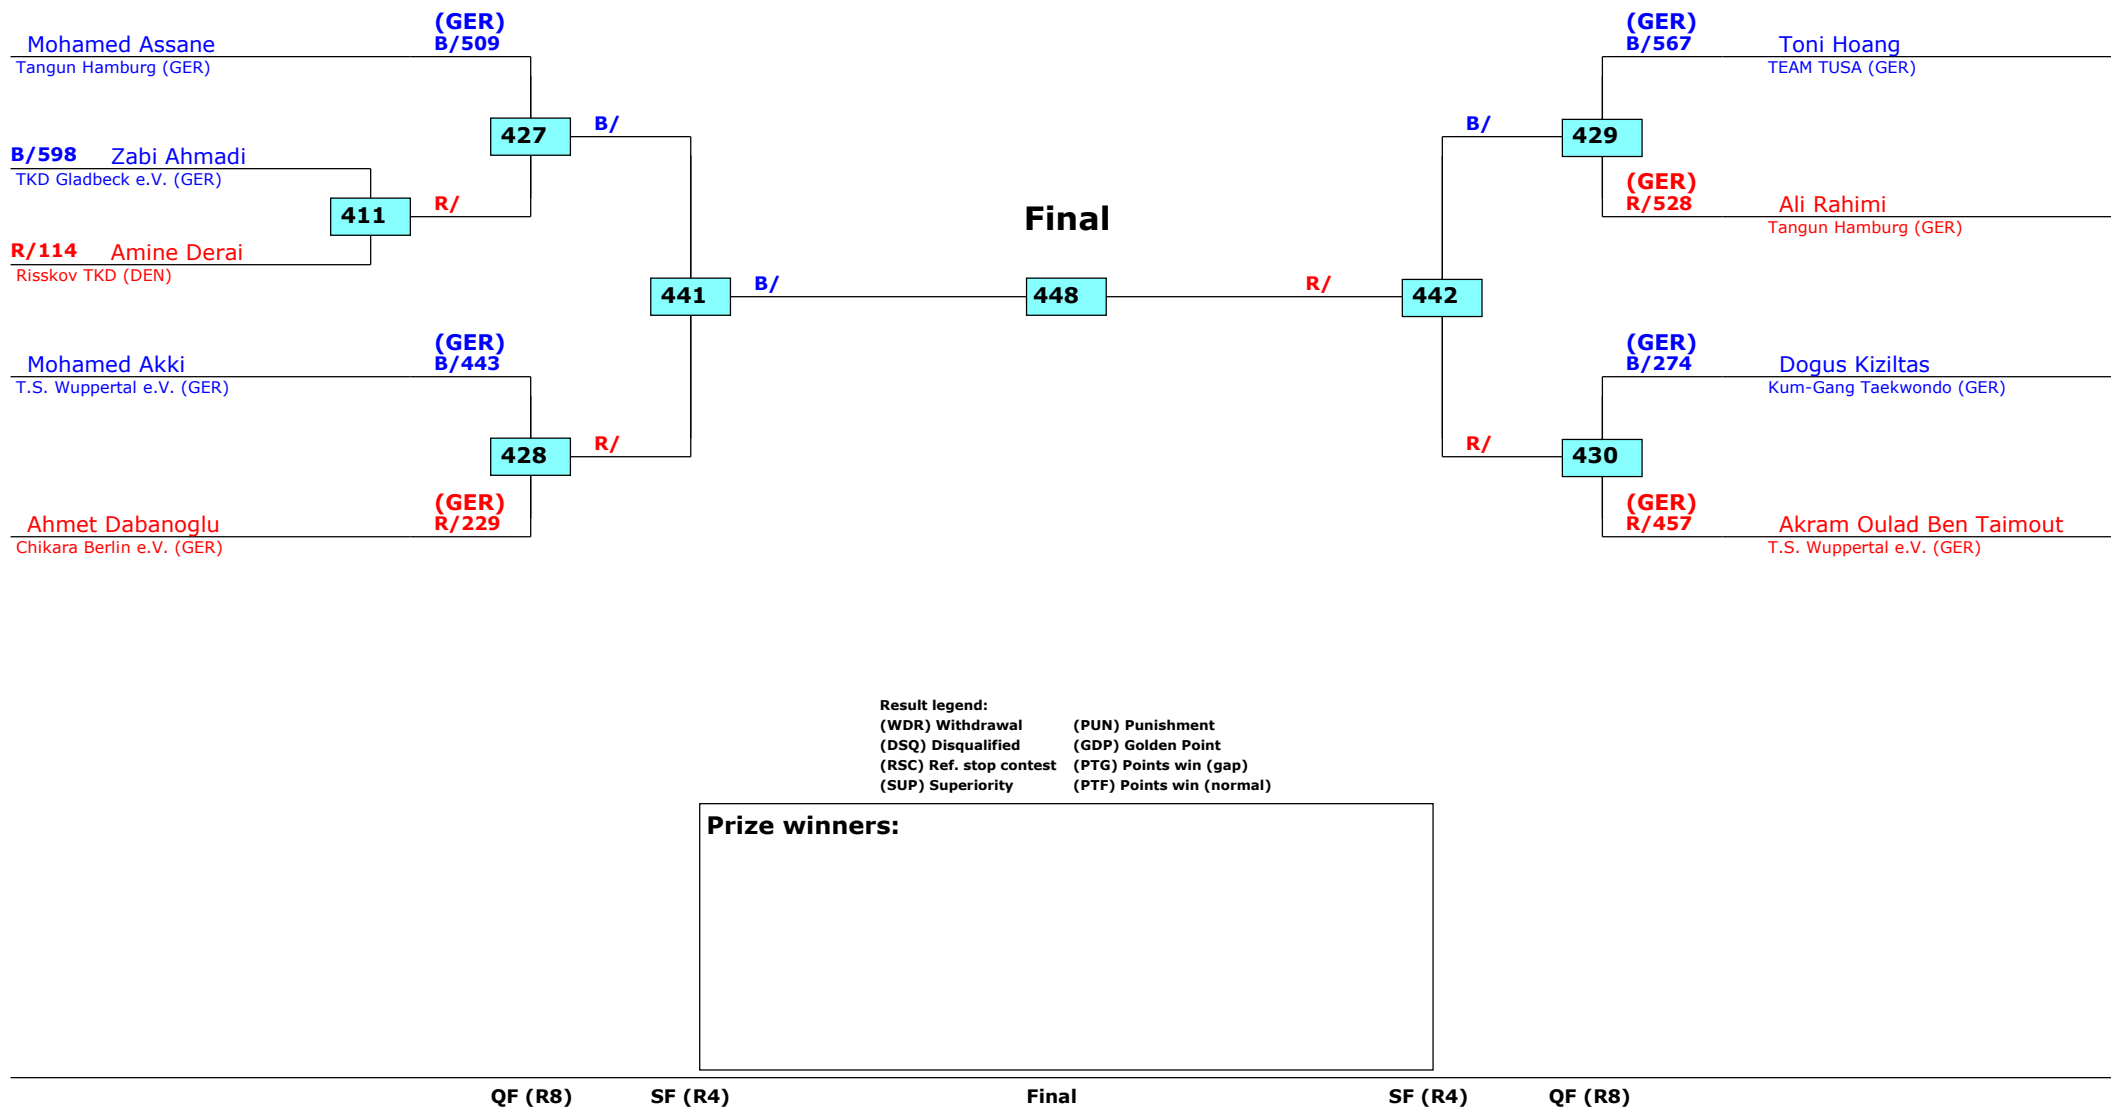 (GER)
Mohamed Assane B/509
Tangun Hamburg (GER)
427
B/
B/598 Zabi Ahmadi
TKD Gladbeck e.V. (GER)
411
R/
R/114 Amine Derai
Risskov TKD (DEN)
441
B/
(GER)
Mohamed Akki B/443
T.S. Wuppertal e.V. (GER)
428
R/
(GER)
Ahmet Dabanoglu R/229
Chikara Berlin e.V. (GER)
Final
448
(GER)
B/567 Toni Hoang
TEAM TUSA (GER)
B/
429
(GER)
R/528 Ali Rahimi
Tangun Hamburg (GER)
R/
442
(GER)
B/274 Dogus Kiziltas
Kum-Gang Taekwondo (GER)
R/
430
(GER)
R/457 Akram Oulad Ben Taimout
T.S. Wuppertal e.V. (GER)
Result legend:
(WDR) Withdrawal (PUN) Punishment
(DSQ) Disqualified (GDP) Golden Point
(RSC) Ref. stop contest (PTG) Points win (gap)
(SUP) Superiority (PTF) Points win (normal)
Prize winners:
QF (R8) SF (R4) Final SF (R4) QF (R8)